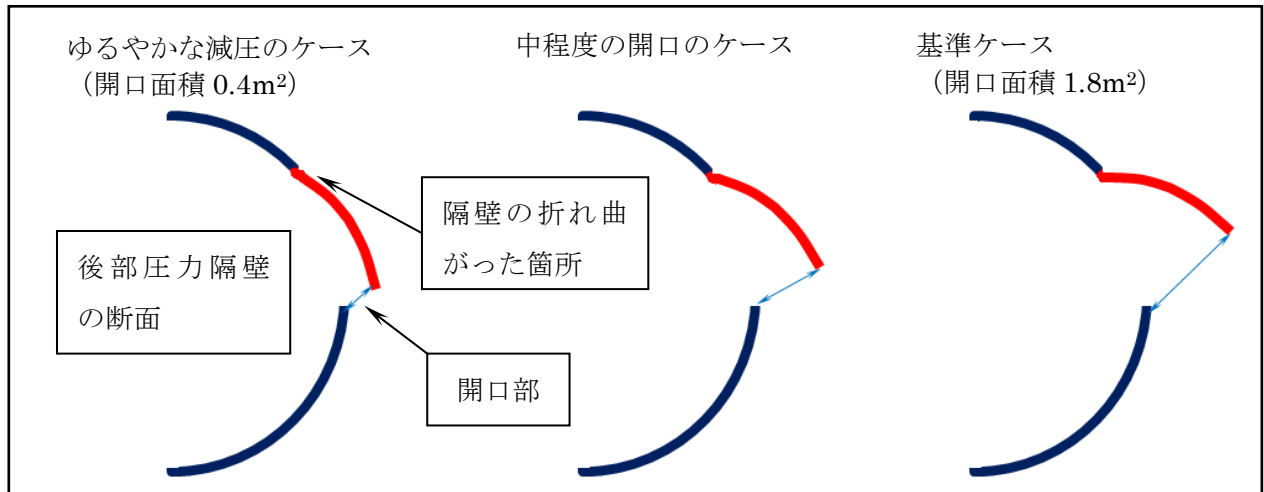 ゆるやかな減圧のケース
（開口面積 0.4m²）
中程度の開口のケース
基準ケース
（開口面積 1.8m²）
隔壁の折れ曲
がった箇所
後部圧力隔壁
の断面
開口部